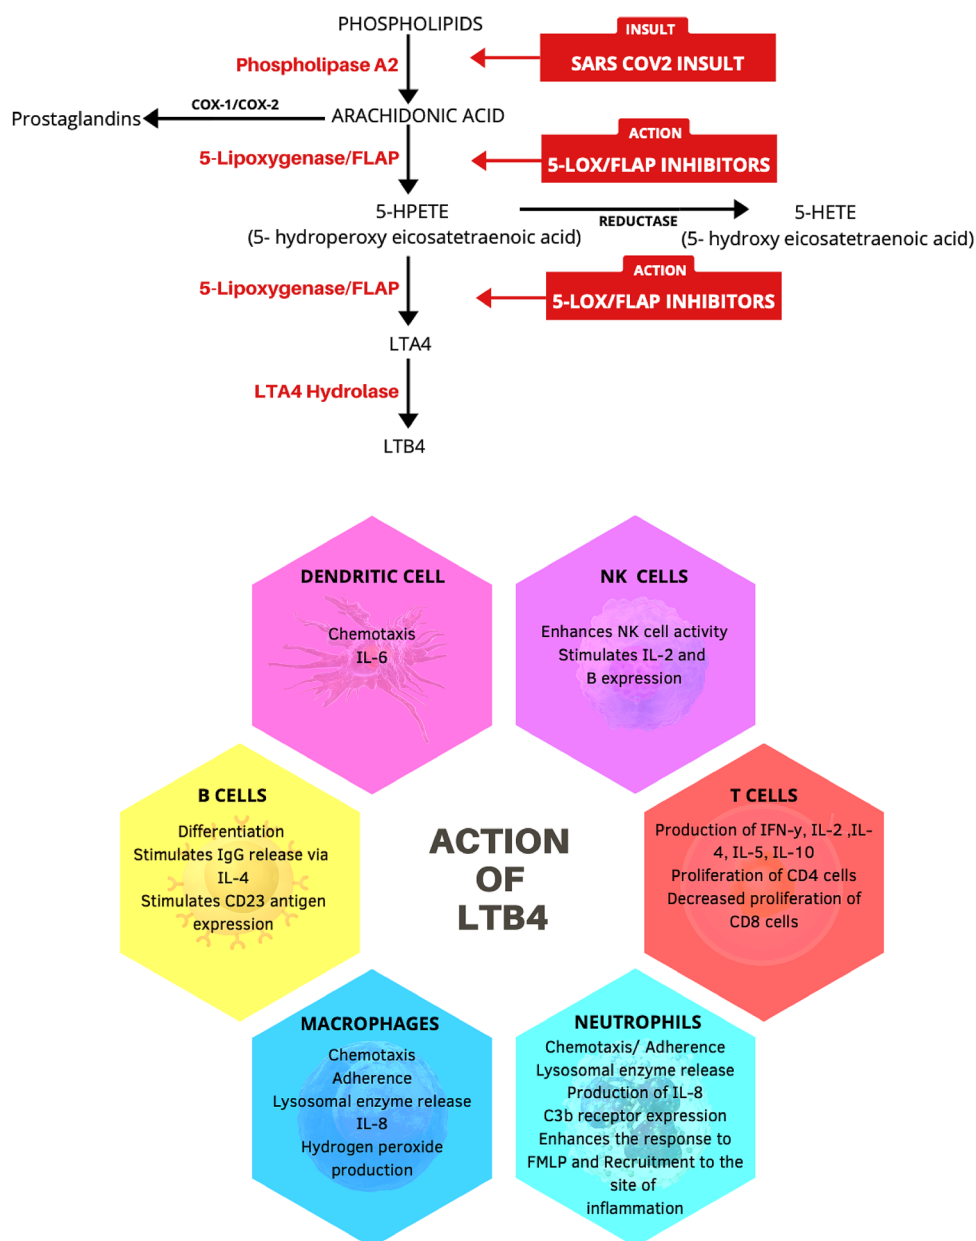 PHOSPHOLIPIDS
INSULT
SARS COV2 INSULT
Phospholipase A2
COX-1/COX-2
Prostaglandins
ARACHIDONIC ACID
ACTION
5-LOX/FLAP INHIBITORS
5-Lipoxygenase/FLAP
5-HPETE
(5- hydroperoxy eicosatetraenoic acid)
REDUCTASE
5-HETE
(5- hydroxy eicosatetraenoic acid)
ACTION
5-LOX/FLAP INHIBITORS
5-Lipoxygenase/FLAP
LTA4
LTA4 Hydrolase
LTB4
DENDRITIC CELL
Chemotaxis
IL-6
NK CELLS
Enhances NK cell activity
Stimulates IL-2 and
B expression
B CELLS
Differentiation
Stimulates IgG release via
IL-4
Stimulates CD23 antigen
expression
ACTION
OF
LTB4
T CELLS
Production of IFN-y, IL-2 ,IL-
4, IL-5, IL-10
Proliferation of CD4 cells
Decreased proliferation of
CD8 cells
MACROPHAGES
Chemotaxis
Adherence
Lysosomal enzyme release
IL-8
Hydrogen peroxide
production
NEUTROPHILS
Chemotaxis/ Adherence
Lysosomal enzyme release
Production of IL-8
C3b receptor expression
Enhances the response to
FMLP and Recruitment to the
site of
inflammation